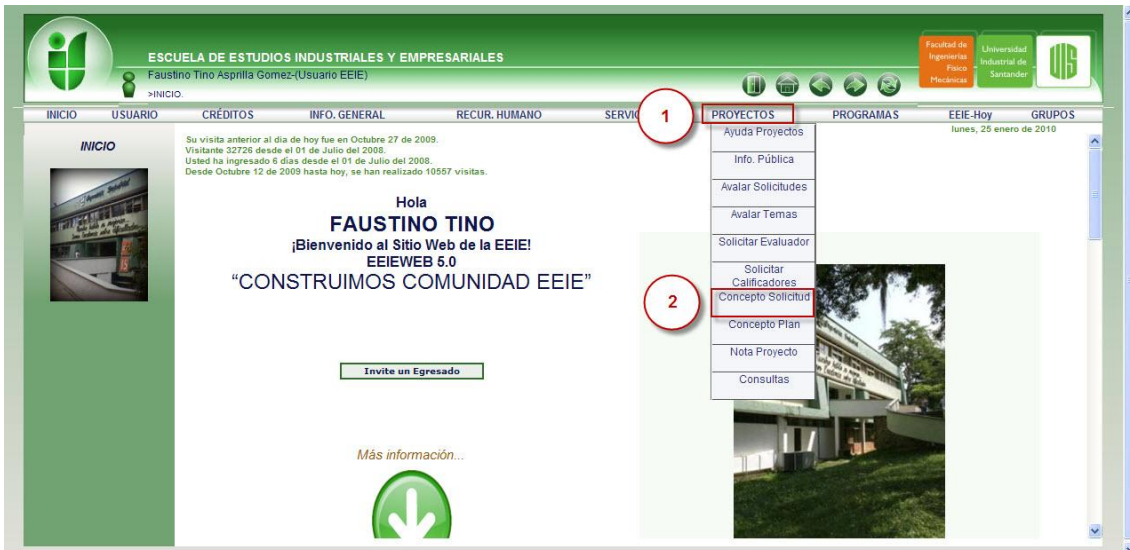 ESCUELA DE ESTUDIOS INDUSTRIALES Y EMPRESARIALES
Faustino Tino Asprilla Gomez-(Usuario EEIE)
>INICIO.
Facultad de
Ingenierías
Físico
Mecánicas
Universidad
Industrial de
Santander
UIS
INICIO USUARIO CRÉDITOS INFO. GENERAL RECUR. HUMANO SERVIC 1 PROYECTOS PROGRAMAS EEIE-Hoy GRUPOS
lunes, 25 enero de 2010
INICIO
Su visita anterior al dia de hoy fue en Octubre 27 de 2009.
Visitante 32726 desde el 01 de Julio del 2008.
Usted ha ingresado 6 dias desde el 01 de Julio del 2008.
Desde Octubre 12 de 2009 hasta hoy, se han realizado 10557 visitas.
Hola
FAUSTINO TINO
¡Bienvenido al Sitio Web de la EEIE!
EEIEWEB 5.0
“CONSTRUIMOS COMUNIDAD EEIE”
Invite un Egresado
Más información...
Ayuda Proyectos
Info. Pública
Avalar Solicitudes
Avalar Temas
Solicitar Evaluador
Solicitar
Calificadores
2 Concepto Solicitud
Concepto Plan
Nota Proyecto
Consultas